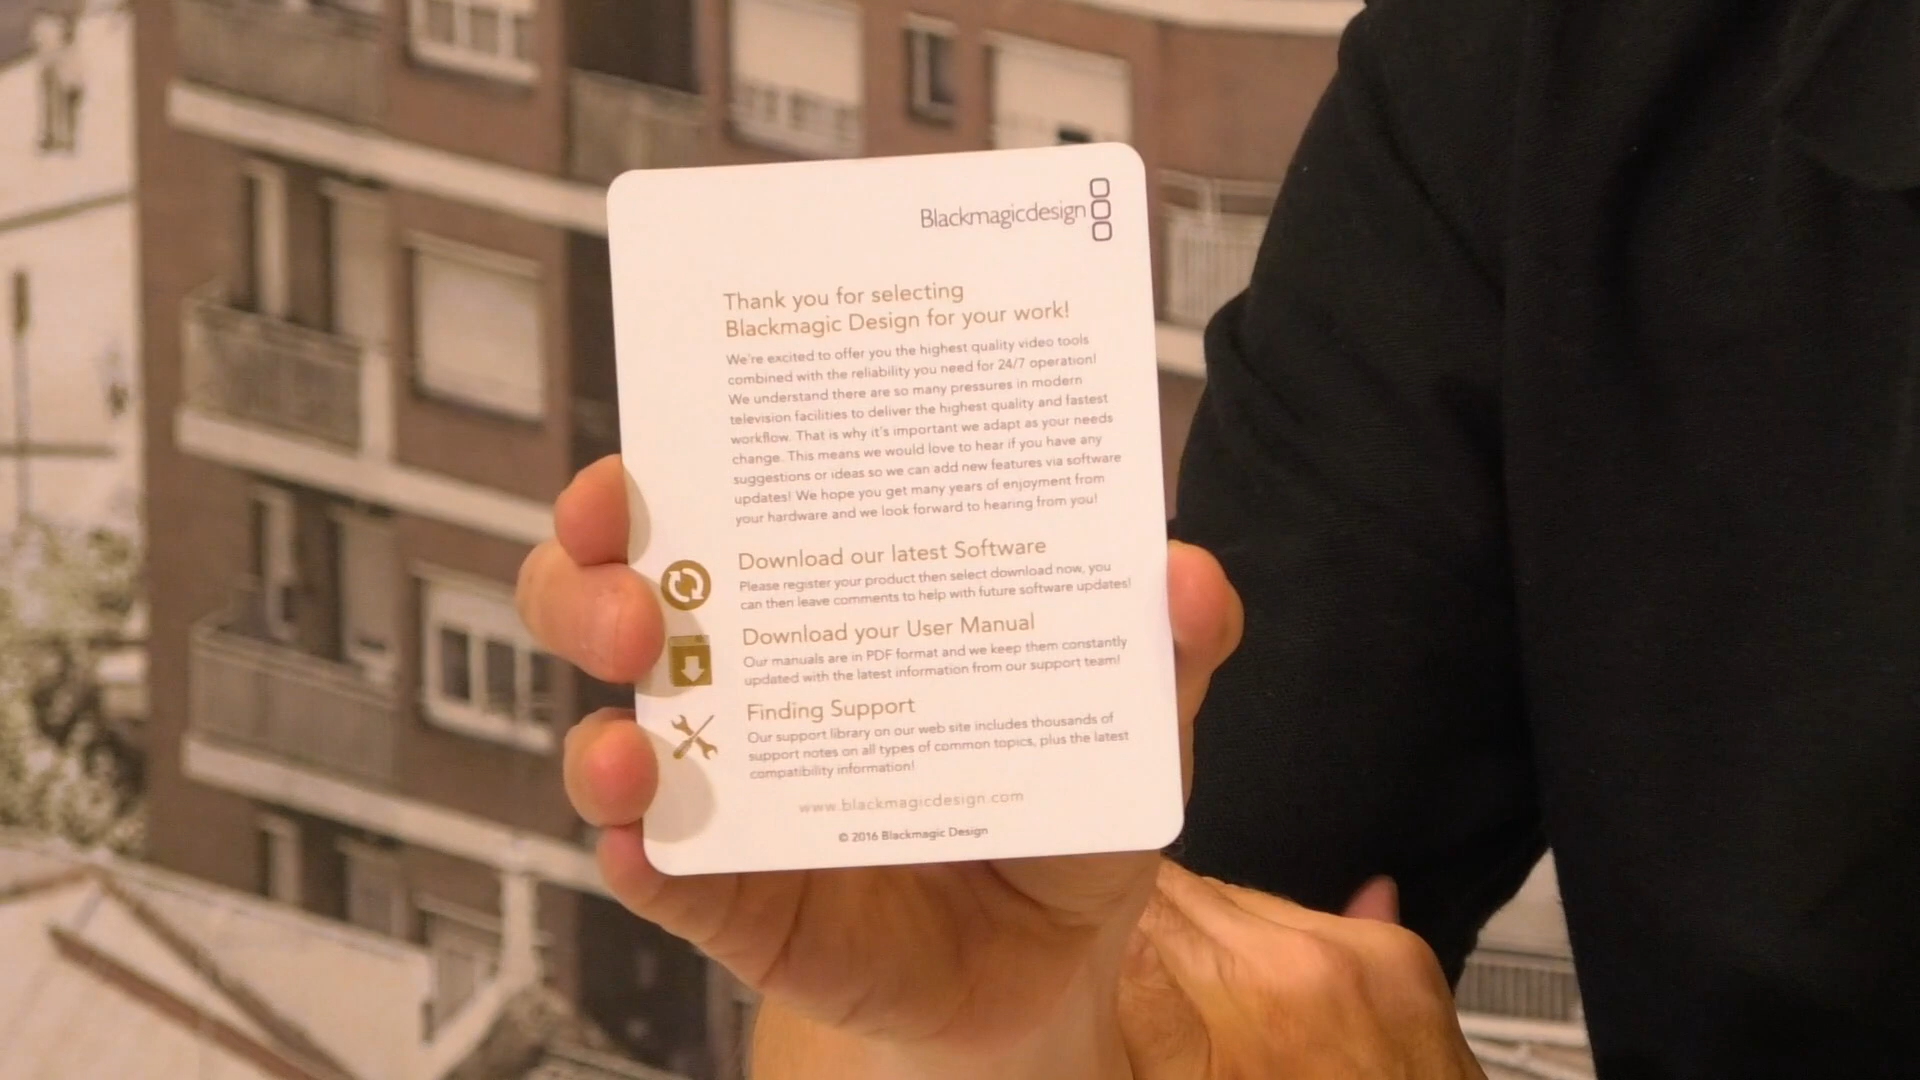 Blackmagicdesign
Thank you for selecting
Blackmagic Design for your work!
We're excited to offer you the highest quality video tools
combined with the reliability you need for 24/7 operation!
We understand there are so many pressures in modern
television facilities to deliver the highest quality and fastest
workflow. That is why it's important we adapt as your needs
change. This means we would love to hear if you have any
suggestions or ideas so we can add new features via software
updates! We hope you get many years of enjoyment from
your hardware and we look forward to hearing from you!
Download our latest Software
Please register your product then select download now, you
can then leave comments to help with future software updates!
Download your User Manual
Our manuals are in PDF format and we keep them constantly
updated with the latest information from our support team!
Finding Support
Our support library on our web site includes thousands of
support notes on all types of common topics, plus the latest
compatibility information!
www.blackmagicdesign.com
© 2016 Blackmagic Design